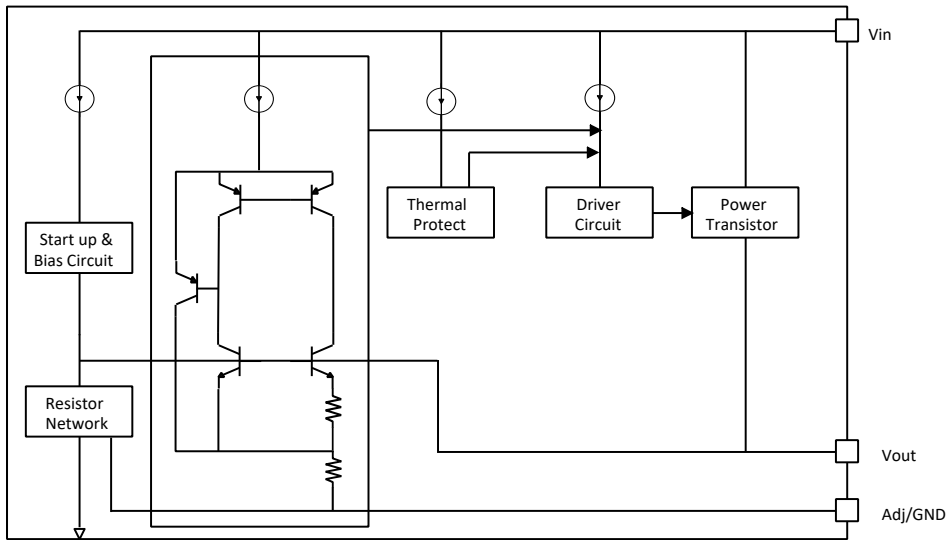 Vin
Thermal
Protect
Driver
Circuit
Power
Transistor
Start up &
Bias Circuit
Resistor
Network
Vout
Adj/GND